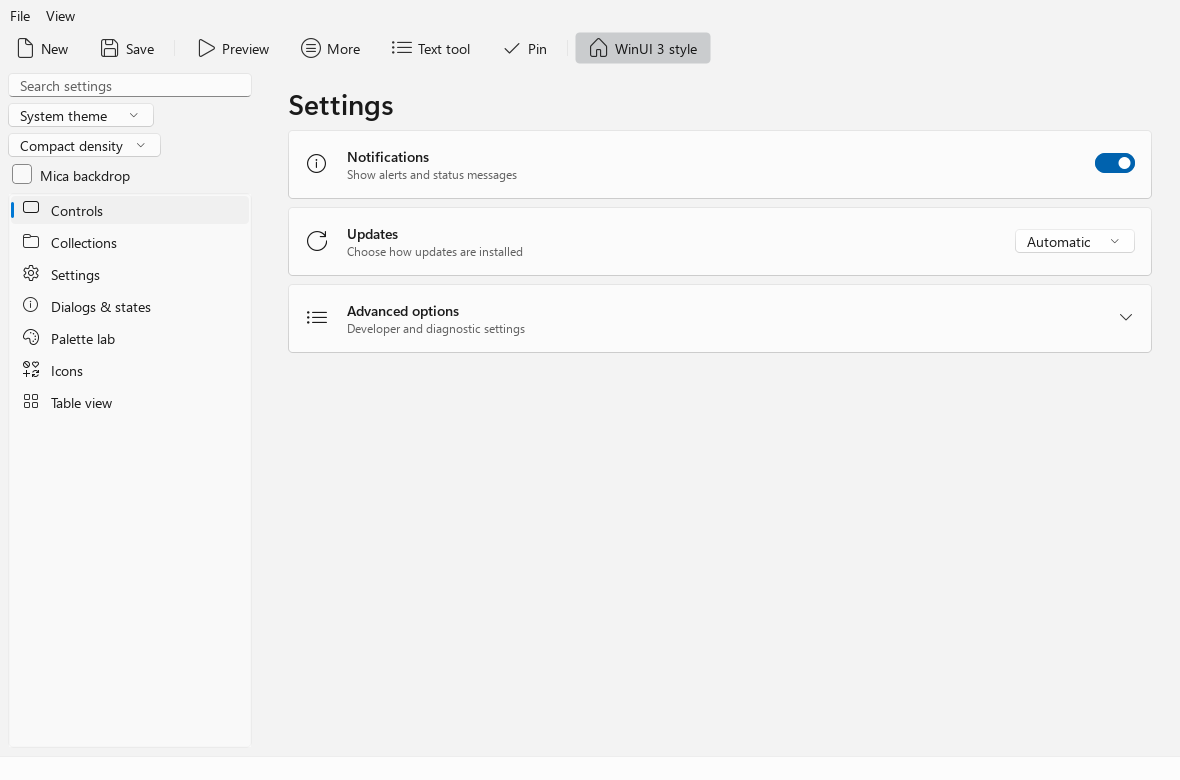 File View
New Save Preview More Text tool Pin WinUI 3 style
Search settings
System theme
Compact density
Mica backdrop
Controls
Collections
Settings
Dialogs & states
Palette lab
Icons
Table view
Settings
Notifications
Show alerts and status messages
Updates
Choose how updates are installed
Automatic
Advanced options
Developer and diagnostic settings